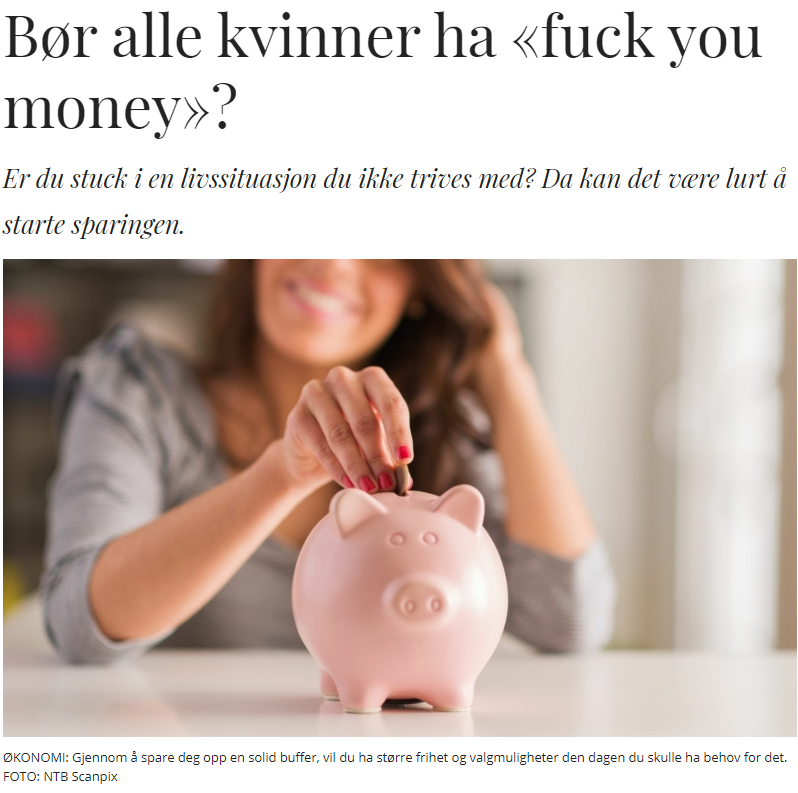 Bør alle kvinner ha «fuck you
money»?
Er du stuck i en livssituasjon du ikke trives med? Da kan det være lurt å
starte sparingen.
ØKONOMI: Gjennom å spare deg opp en solid buffer, vil du ha større frihet og valgmuligheter den dagen du skulle ha behov for det.
FOTO: NTB Scanpix